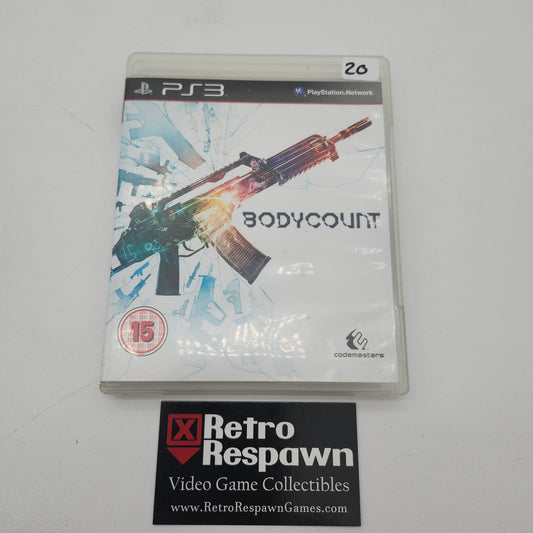 20
PS3
PlayStation®Network
BODYCOUNT
15
codemasters
Retro
Respawn
Video Game Collectibles
www.RetroRespawnGames.com